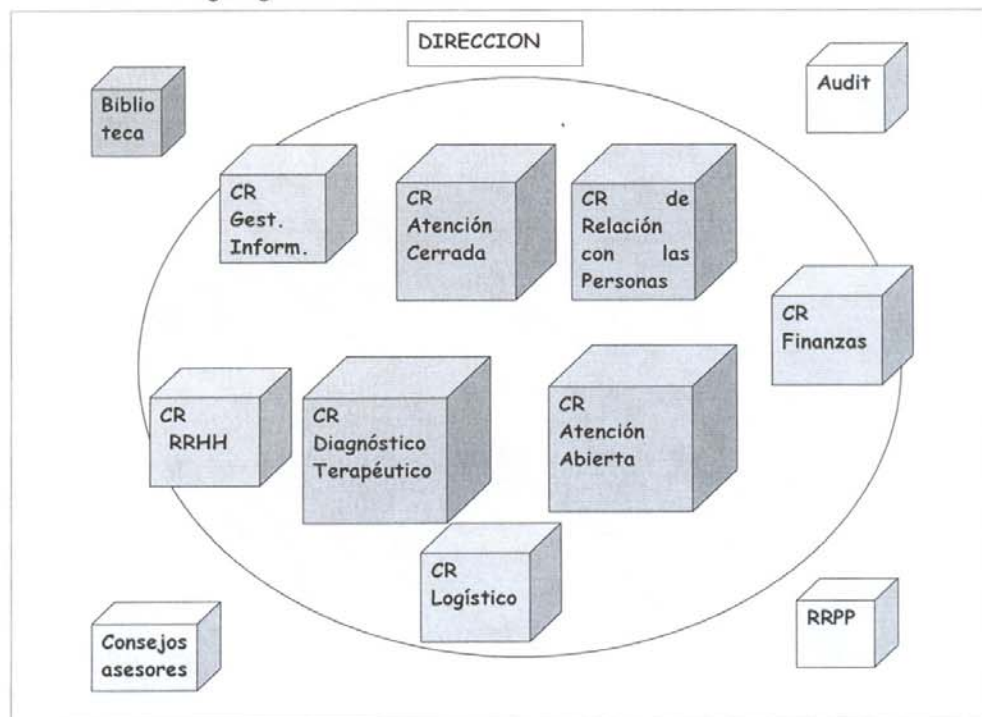 DIRECCION
Biblio
teca
Audit
CR
Gest.
Inform.
CR
Atención
Cerrada
CR de
Relación
con las
Personas
CR
Finanzas
CR
RRHH
CR
Diagnóstico
Terapéutico
CR
Atención
Abierta
CR
Logístico
Consejos
asesores
RRPP